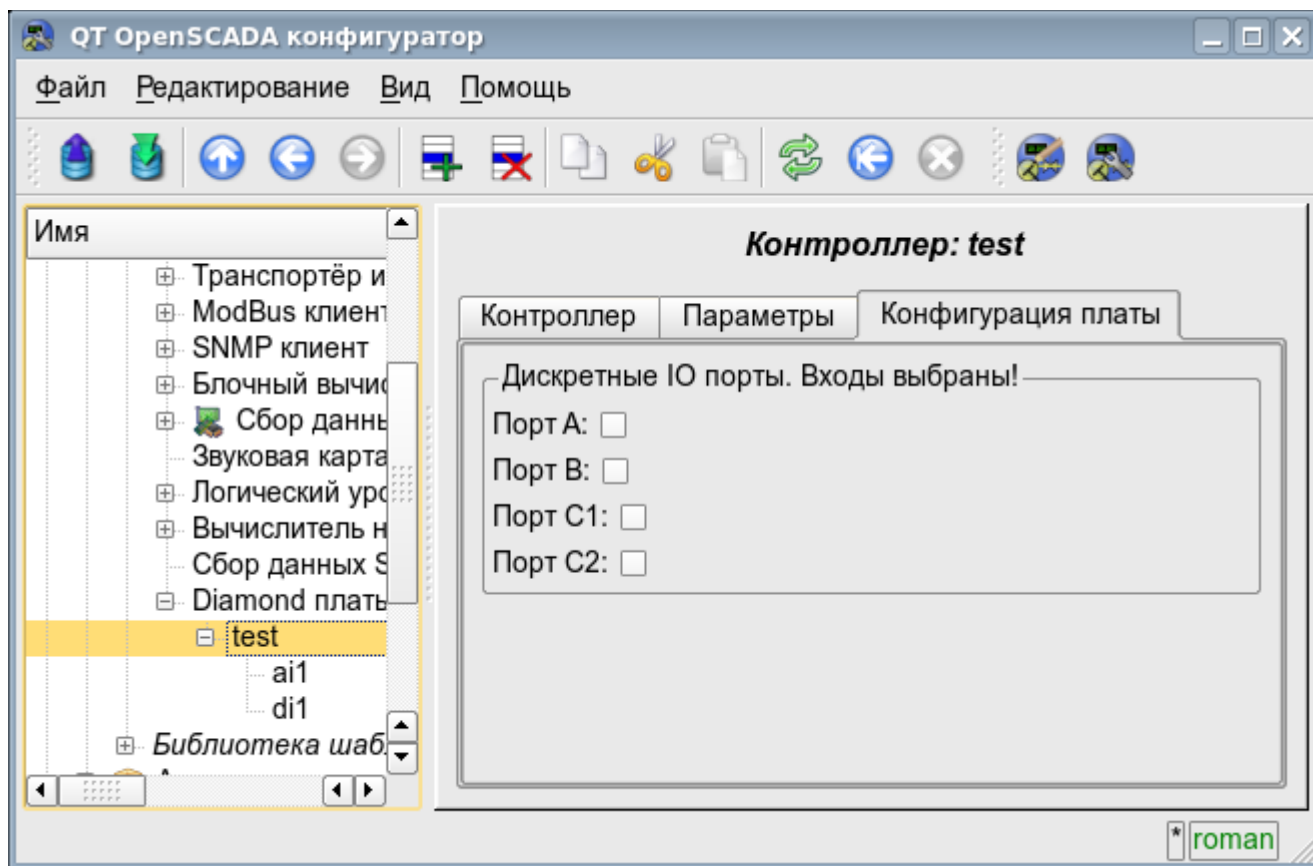 QT OpenSCADA конфигуратор
Файл Редактирование Вид Помощь
Имя
Транспортёр и
ModBus клиент
SNMP клиент
Блочный вычис
Сбор данны
Звуковая карта
Логический уро
Вычислитель н
Сбор данных S
Diamond платы
test
ai1
di1
Библиотека шаб
Контроллер: test
Контроллер Параметры Конфигурация платы
Дискретные IO порты. Входы выбраны!
Порт A:
Порт B:
Порт C1:
Порт C2:
* roman